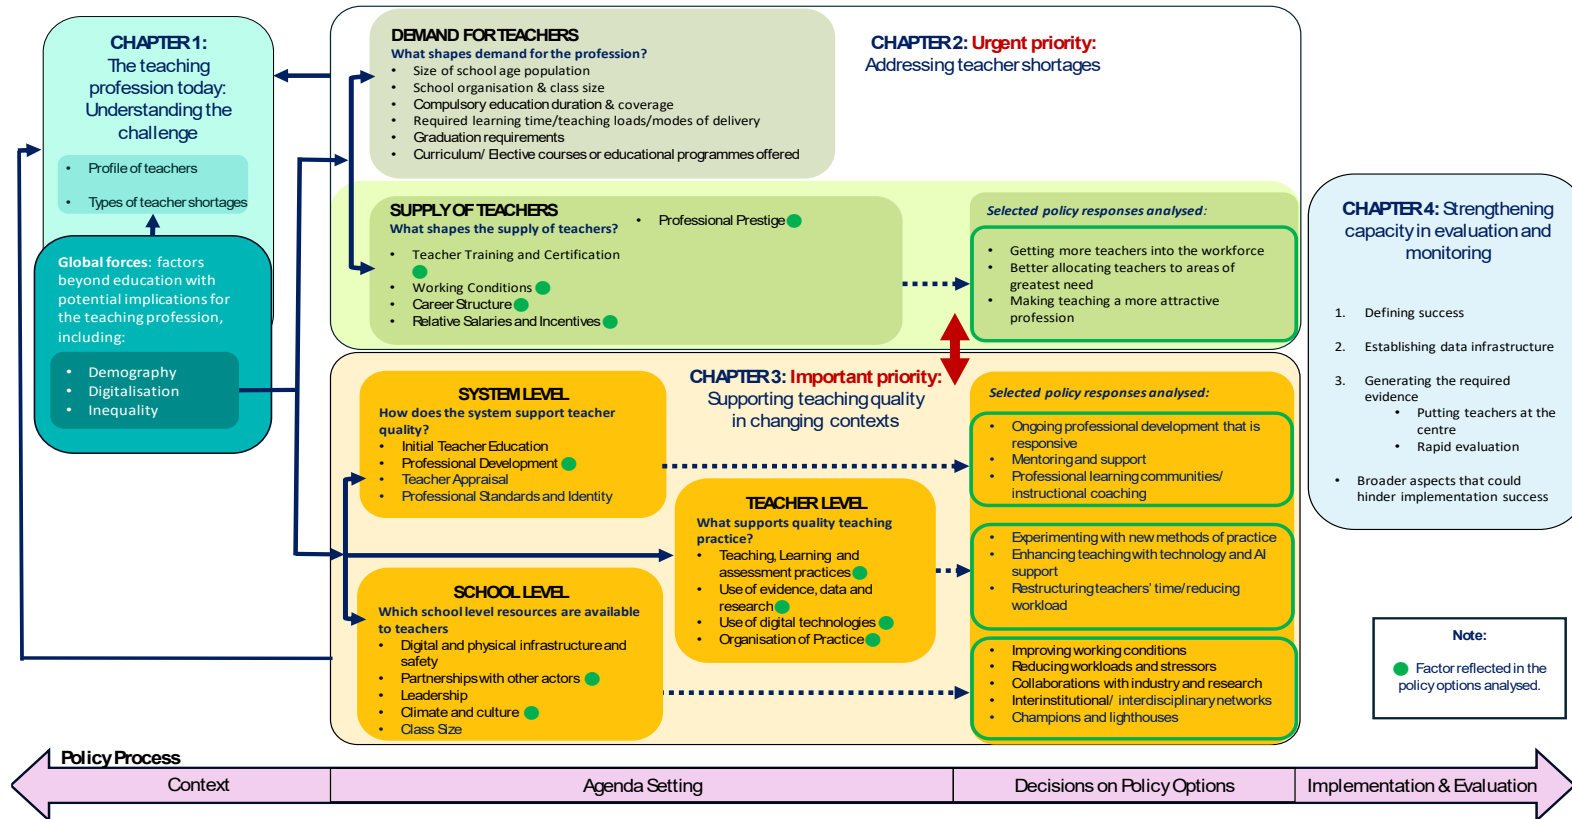 CHAPTER 1:
The teaching
profession today:
Understanding the
challenge
• Profile of teachers
• Types of teacher shortages
Global forces: factors
beyond education with
potential implications for
the teaching profession,
including:
• Demography
• Digitalisation
• Inequality
DEMAND FOR TEACHERS
What shapes demand for the profession?
• Size of school age population
• School organisation & class size
• Compulsory education duration & coverage
• Required learning time/teaching loads/modes of delivery
• Graduation requirements
• Curriculum/ Elective courses or educational programmes offered
CHAPTER 2: Urgent priority:
Addressing teacher shortages
SUPPLY OF TEACHERS
What shapes the supply of teachers?
• Teacher Training and Certification
• Working Conditions
• Career Structure
• Relative Salaries and Incentives
• Professional Prestige
Selected policy responses analysed:
• Getting more teachers into the workforce
• Better allocating teachers to areas of
greatest need
• Making teaching a more attractive
profession
CHAPTER 3: Important priority:
Supporting teaching quality
in changing contexts
SYSTEM LEVEL
How does the system support teacher
quality?
• Initial Teacher Education
• Professional Development
• Teacher Appraisal
• Professional Standards and Identity
TEACHER LEVEL
What supports quality teaching
practice?
• Teaching, Learning and
assessment practices
• Use of evidence, data and
research
• Use of digital technologies
• Organisation of Practice
SCHOOL LEVEL
Which school level resources are available
to teachers
• Digital and physical infrastructure and
safety
• Partnerships with other actors
• Leadership
• Climate and culture
• Class Size
Selected policy responses analysed:
• Ongoing professional development that is
responsive
• Mentoring and support
• Professional learning communities/
instructional coaching
• Experimenting with new methods of practice
• Enhancing teaching with technology and AI
support
• Restructuring teachers' time/reducing
workload
• Improving working conditions
• Reducing workloads and stressors
• Collaborations with industry and research
• Interinstitutional/ interdisciplinary networks
• Champions and lighthouses
CHAPTER 4: Strengthening
capacity in evaluation and
monitoring
1. Defining success
2. Establishing data infrastructure
3. Generating the required
evidence
• Putting teachers at the
centre
• Rapid evaluation
• Broader aspects that could
hinder implementation success
Note:
Factor reflected in the
policy options analysed.
Policy Process
Context
Agenda Setting
Decisions on Policy Options
Implementation & Evaluation